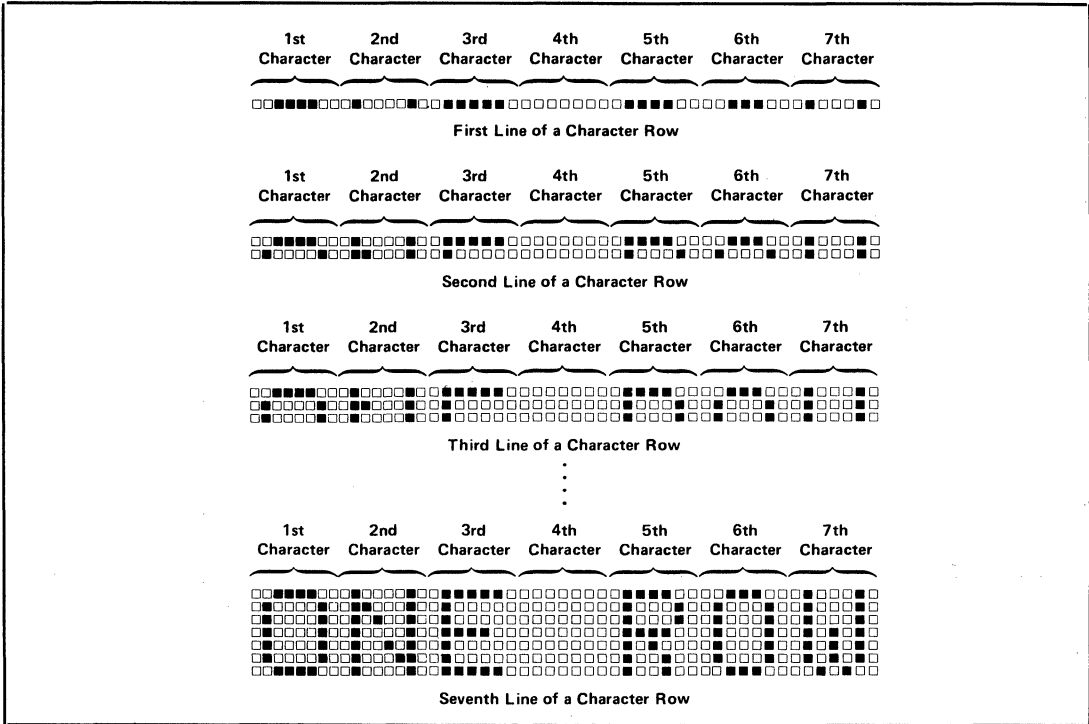 1st 2nd 3rd 4th 5th 6th 7th
Character Character Character Character Character Character Character
First Line of a Character Row
1st 2nd 3rd 4th 5th 6th 7th
Character Character Character Character Character Character Character
Second Line of a Character Row
1st 2nd 3rd 4th 5th 6th 7th
Character Character Character Character Character Character Character
Third Line of a Character Row
1st 2nd 3rd 4th 5th 6th 7th
Character Character Character Character Character Character Character
ONE ROW
Seventh Line of a Character Row